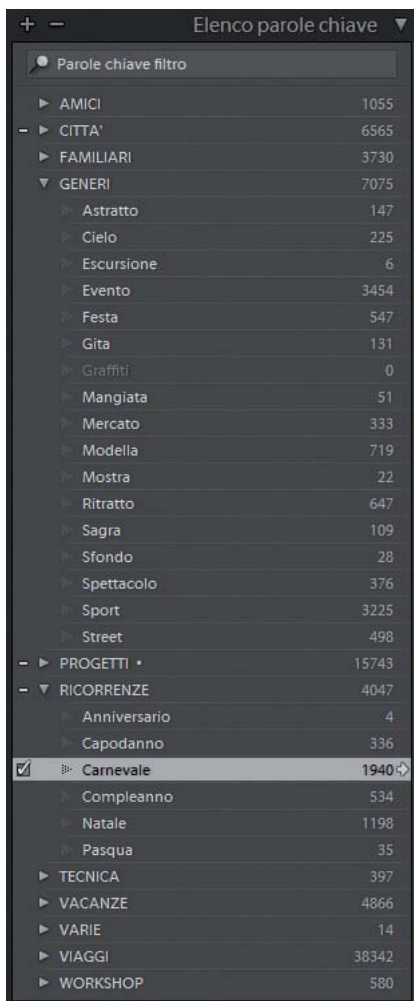 Elenco parole chiave
Parole chiave filtro
AMICI 1055
CITTA' 6565
FAMILIARI 3730
GENERI 7075
Astratto 147
Cielo 225
Escursione 6
Evento 3454
Festa 547
Gita 131
Graffiti 0
Mangiata 51
Mercato 333
Modella 719
Mostra 22
Ritratto 647
Sagra 109
Sfondo 28
Spettacolo 376
Sport 3225
Street 498
PROGETTI • 15743
RICORRENZE 4047
Anniversario 4
Capodanno 336
Carnevale 1940
Compleanno 534
Natale 1198
Pasqua 35
TECNICA 397
VACANZE 4866
VARIE 14
VIAGGI 38342
WORKSHOP 580